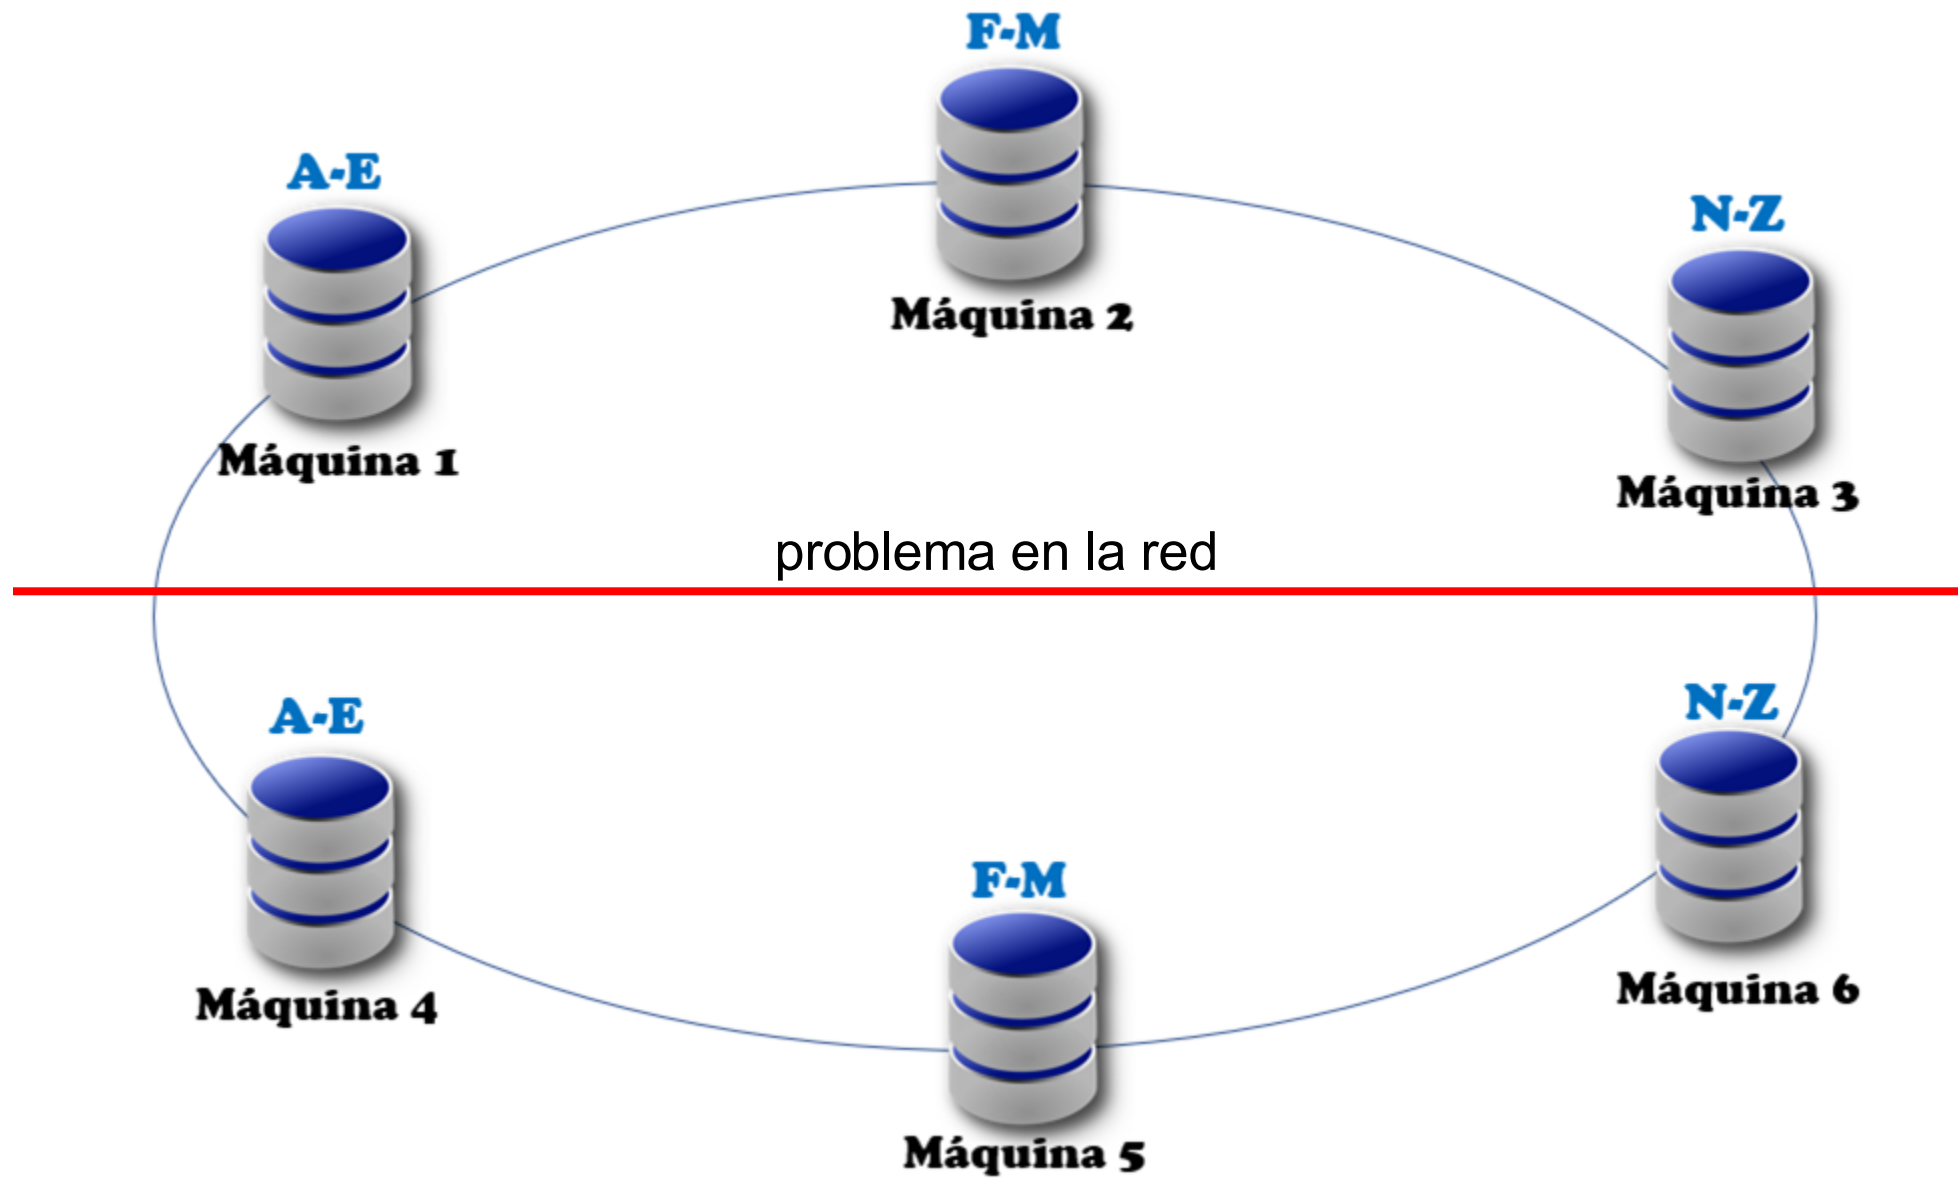 F-M
A-E
N-Z
Máquina 2
Máquina 1
Máquina 3
problema en la red
A-E
N-Z
F-M
Máquina 4
Máquina 6
Máquina 5